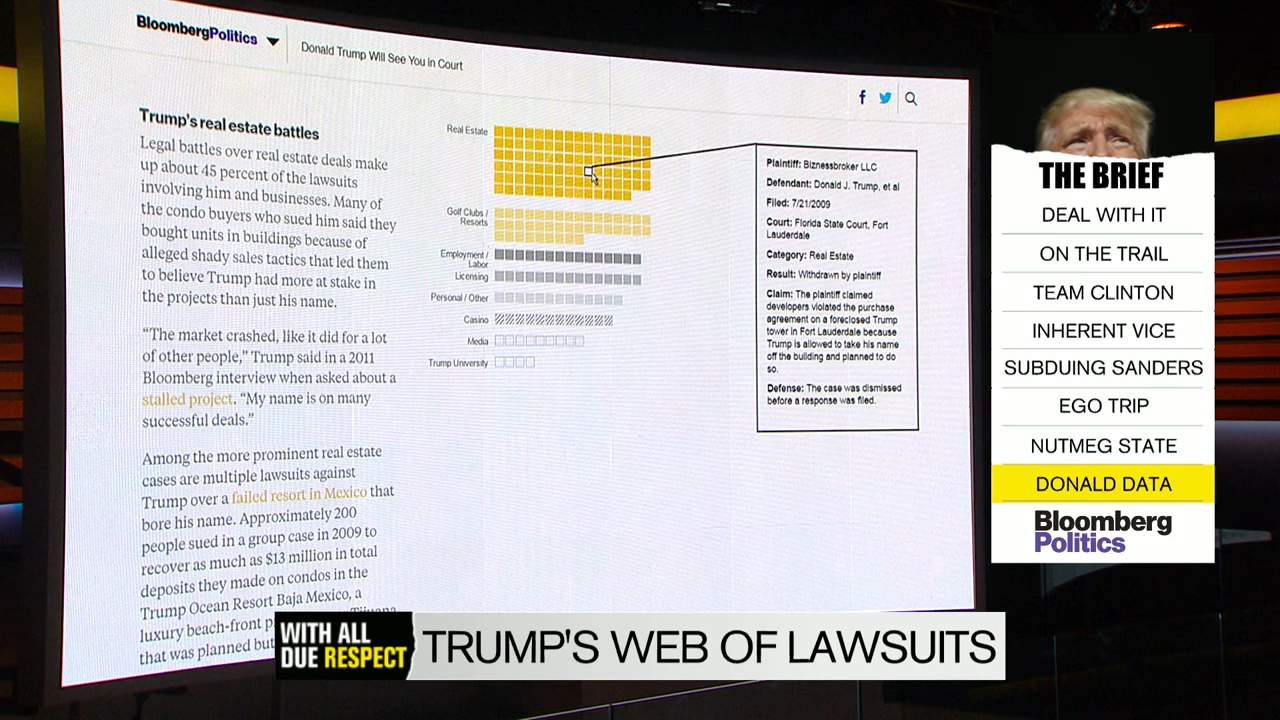 BloombergPolitics
Donald Trump Will See You in Court
Trump's real estate battles
Legal battles over real estate deals make
up about 45 percent of the lawsuits
involving him and businesses. Many of
the condo buyers who sued him said they
bought units in buildings because of
alleged shady sales tactics that led them
to believe Trump had more at stake in
the projects than just his name.
“The market crashed, like it did for a lot
of other people,” Trump said in a 2011
Bloomberg interview when asked about a
stalled project. “My name is on many
successful deals.”
Among the more prominent real estate
cases are multiple lawsuits against
Trump over a failed resort in Mexico that
bore his name. Approximately 200
people sued in a group case in 2009 to
recover as much as $13 million in total
deposits they made on condos in the
Trump Ocean Resort Baja Mexico, a
luxury beach-front
that was planned but
Real Estate
Golf Clubs /
Resorts
Employment /
Labor
Licensing
Personal / Other
Casino
Media
Trump University
Plaintiff: Biznessbroker LLC
Defendant: Donald J. Trump, et al
Filed: 7/21/2009
Court: Florida State Court, Fort
Lauderdale
Category: Real Estate
Result: Withdrawn by plaintiff
Claim: The plaintiff claimed
developers violated the purchase
agreement on a foreclosed Trump
tower in Fort Lauderdale because
Trump is allowed to take his name
off the building and planned to do
so.
Defense: The case was dismissed
before a response was filed.
THE BRIEF
DEAL WITH IT
ON THE TRAIL
TEAM CLINTON
INHERENT VICE
SUBDUING SANDERS
EGO TRIP
NUTMEG STATE
DONALD DATA
Bloomberg
Politics
WITH ALL
DUE RESPECT
TRUMP'S WEB OF LAWSUITS